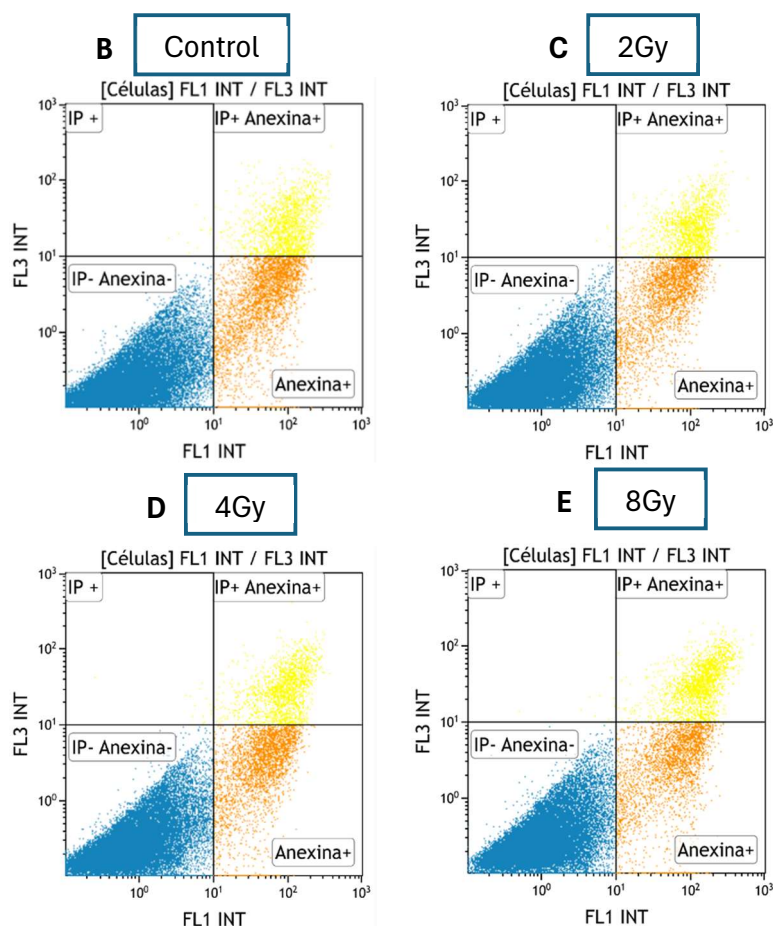 B Control
[Células] FL1 INT / FL3 INT
10³
IP +
IP+ Anexina+
10²
FL3 INT
10¹
IP- Anexina-
10⁰
Anexina+
10⁰ 10¹ 10² 10³
FL1 INT
C 2Gy
[Células] FL1 INT / FL3 INT
10³
IP +
IP+ Anexina+
10²
FL3 INT
10¹
IP- Anexina-
10⁰
Anexina+
10⁰ 10¹ 10² 10³
FL1 INT
D 4Gy
[Células] FL1 INT / FL3 INT
10³
IP +
IP+ Anexina+
10²
FL3 INT
10¹
IP- Anexina-
10⁰
Anexina+
10⁰ 10¹ 10² 10³
FL1 INT
E 8Gy
[Células] FL1 INT / FL3 INT
10³
IP +
IP+ Anexina+
10²
FL3 INT
10¹
IP- Anexina-
10⁰
Anexina+
10⁰ 10¹ 10² 10³
FL1 INT